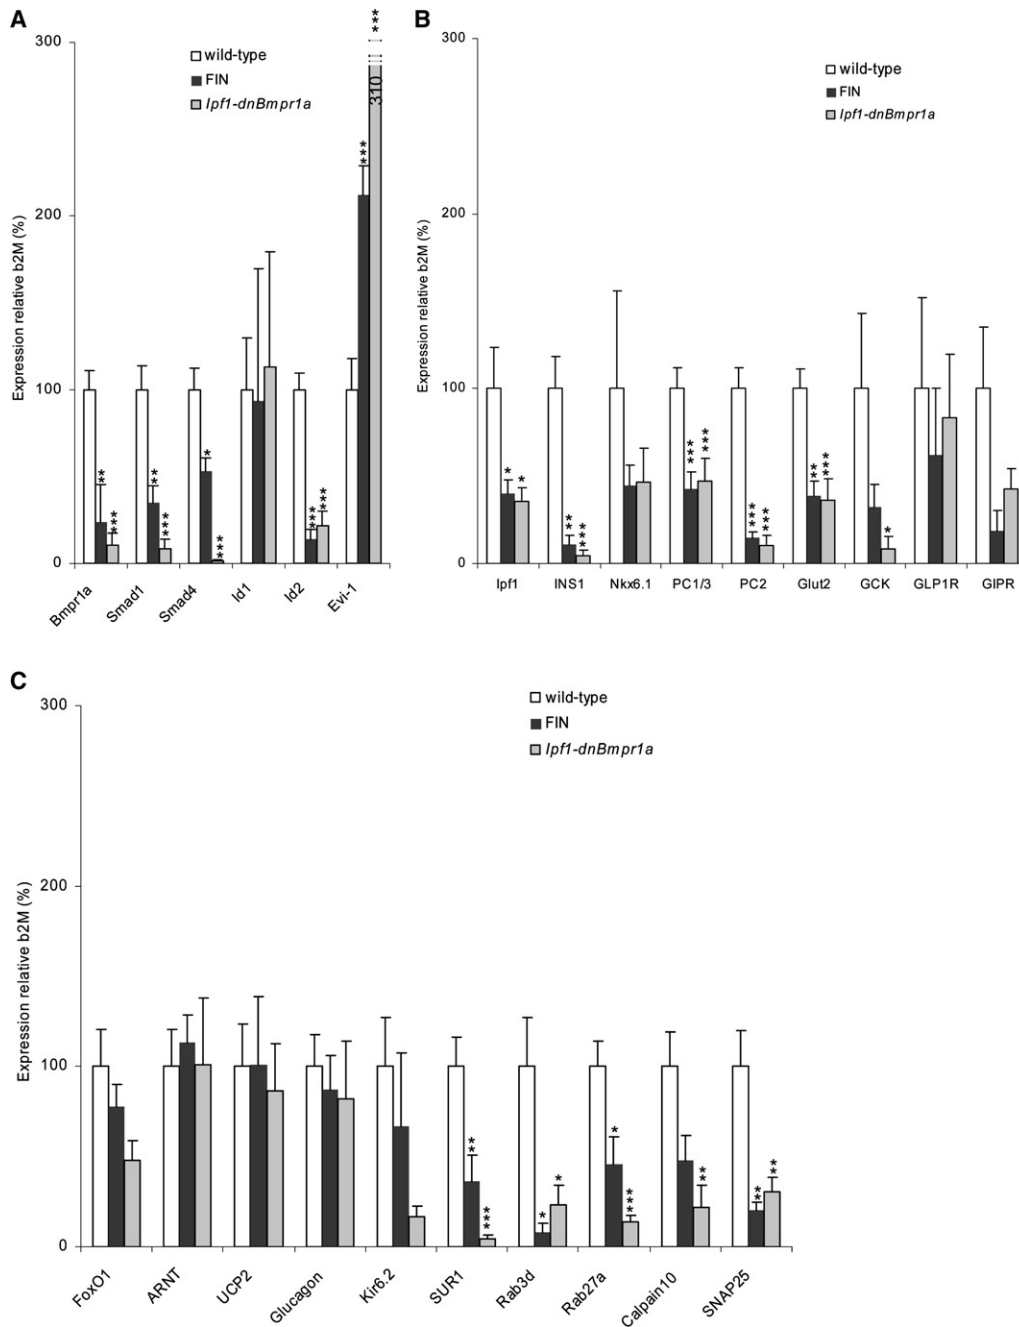 A
300
200
100
0
Expression relative b2M (%)
wild-type
FIN
Ipf1-dnBmpr1a
310
***
***
**
***
**
***
*
***
***
***
Bmpr1a
Smad1
Smad4
Id1
Id2
Evi-1
B
300
200
100
0
Expression relative b2M (%)
wild-type
FIN
Ipf1-dnBmpr1a
*
*
**
***
***
***
***
***
**
***
*
Ipf1
INS1
Nkx6.1
PC1/3
PC2
Glut2
GCK
GLP1R
GIPR
C
300
200
100
0
Expression relative b2M (%)
wild-type
FIN
Ipf1-dnBmpr1a
**
***
*
*
*
***
**
**
**
FoxO1
ARNT
UCP2
Glucagon
Kir6.2
SUR1
Rab3d
Rab27a
Calpain10
SNAP25